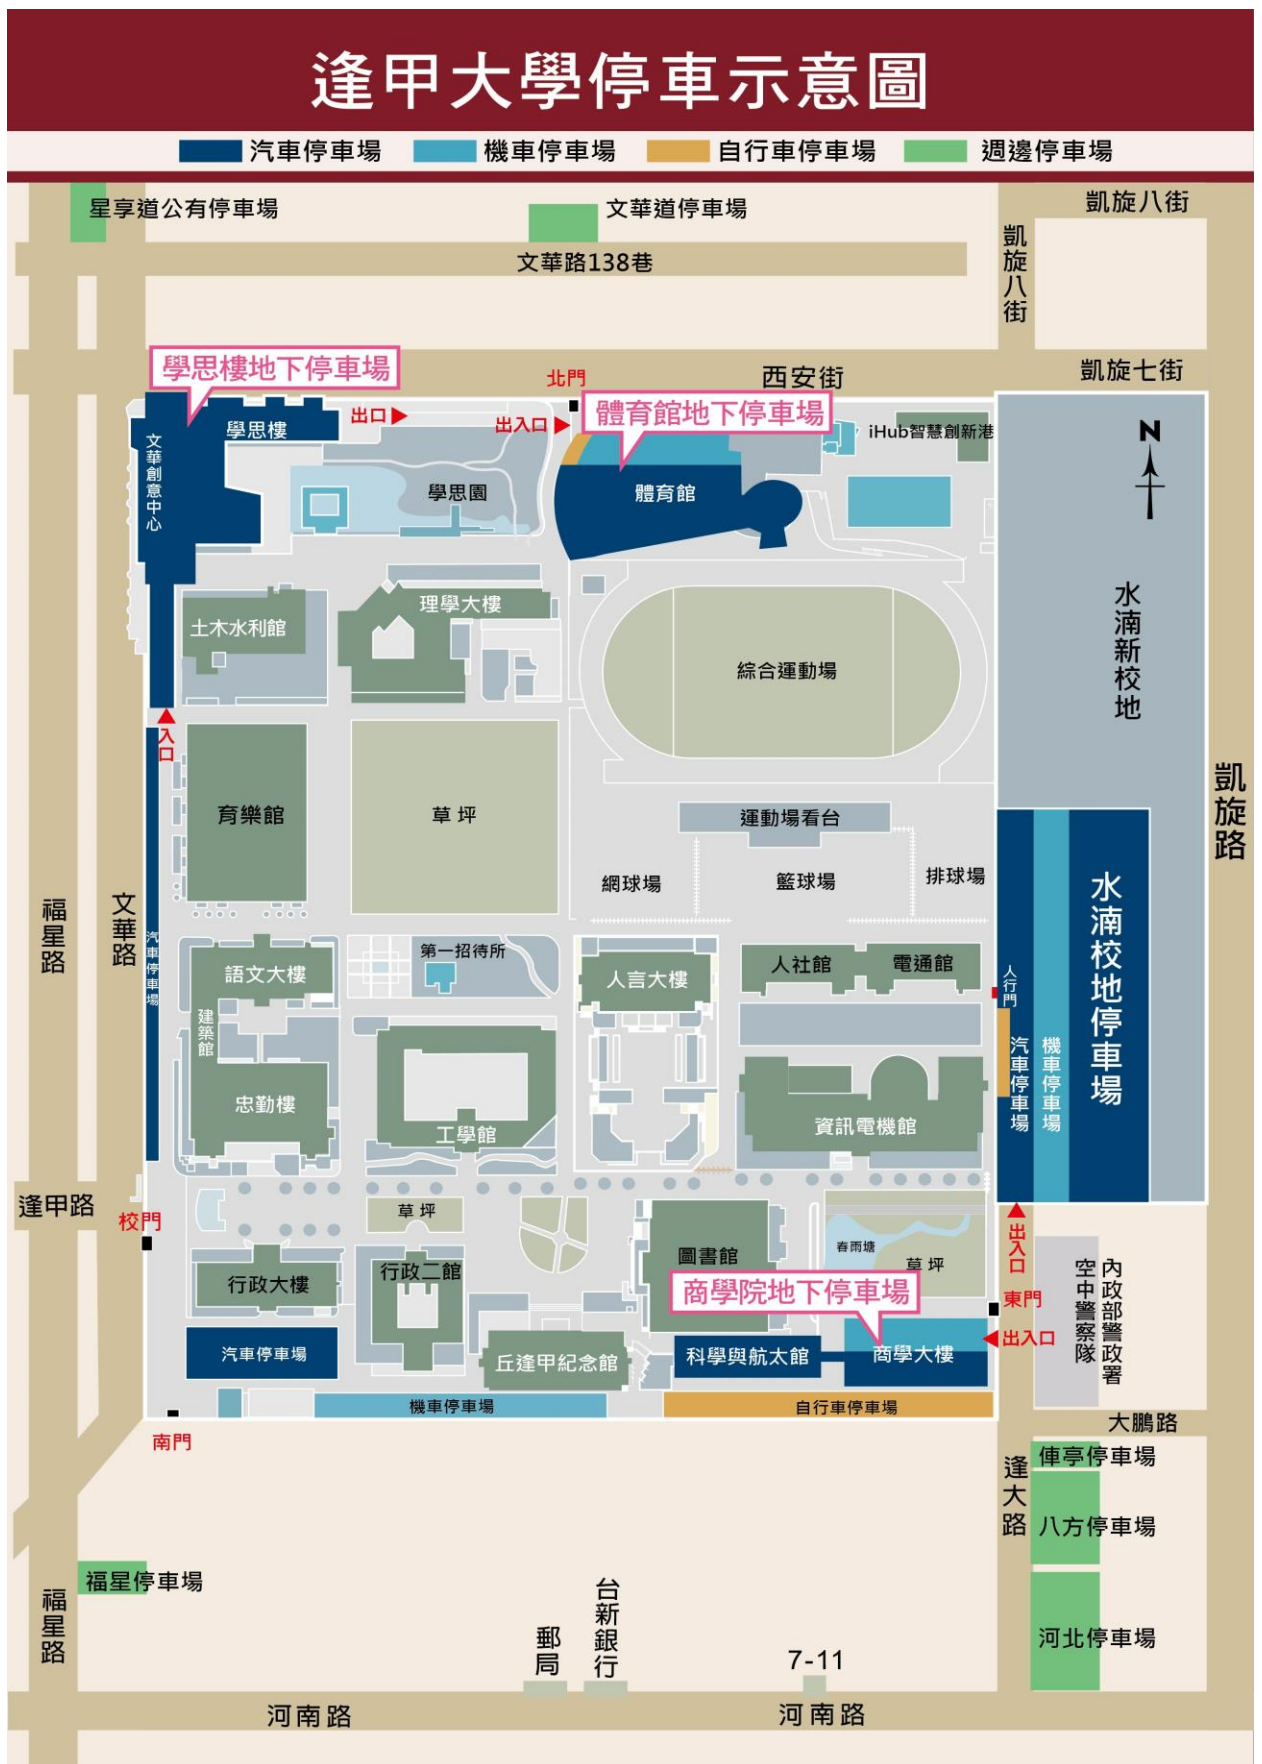 逢甲大學停車示意圖
汽車停車場
機車停車場
自行車停車場
週邊停車場
星享道公有停車場
文華道停車場
凱旋八街
文華路138巷
凱旋八街
學思樓地下停車場
北門
西安街
凱旋七街
出口
出入口
體育館地下停車場
iHub智慧創新港
N
學思樓
文華創意中心
學思園
體育館
水湳新校地
理學大樓
土木水利館
綜合運動場
入口
育樂館
草坪
運動場看台
網球場
籃球場
排球場
凱旋路
福星路
文華路
汽車停車場
語文大樓
第一招待所
人言大樓
人社館
電通館
人行門
水湳校地停車場
建築館
忠勤樓
工學館
資訊電機館
汽車停車場
機車停車場
逢甲路
校門
草坪
圖書館
春雨塘
草坪
出入口
東門
內政部警政署
空中警察隊
行政大樓
行政二館
商學院地下停車場
出入口
汽車停車場
丘逢甲紀念館
科學與航太館
商學大樓
機車停車場
自行車停車場
南門
大鵬路
逢大路
俥亭停車場
八方停車場
福星停車場
福星路
郵局
台新銀行
7-11
河北停車場
河南路
河南路